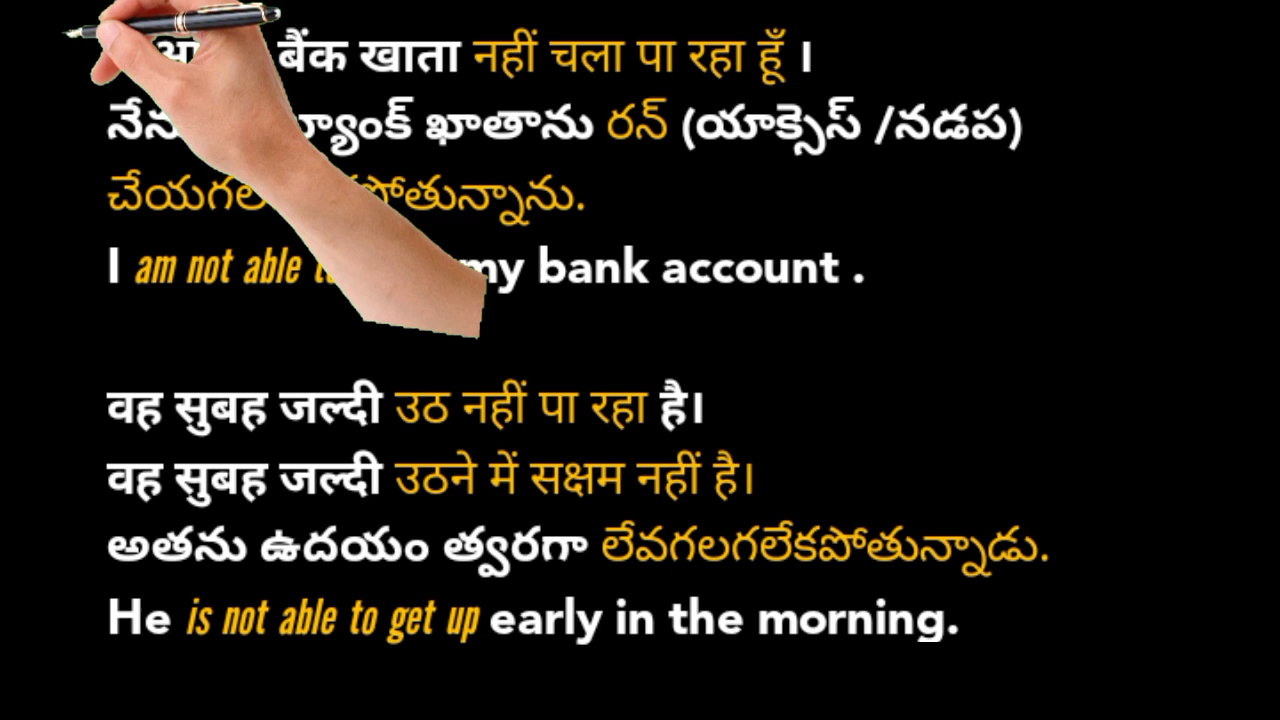 बैंक खाता नहीं चला पा रहा हूँ ।
ఖాతాను రన్ (యాక్సెస్ /నడప)
I am not able my bank account .
वह सुबह जल्दी उठ नहीं पा रहा है।
वह सुबह जल्दी उठने में सक्षम नहीं है।
అతను ఉదయం త్వరగా లేవగలగలేకపోతున్నాడు.
He is not able to get up early in the morning.